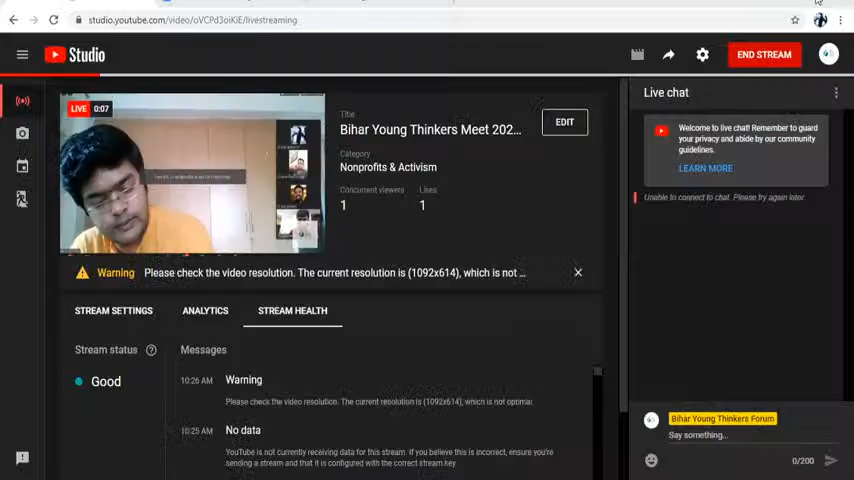 studio.youtube.com/video/oVCPd3oiKiE/livestreaming
Studio
END STREAM
LIVE 0:07
Title
Bihar Young Thinkers Meet 202...
EDIT
Category
Nonprofits & Activism
Concurrent viewers
Likes
1
1
Warning Please check the video resolution. The current resolution is (1092x614), which is not ...
STREAM SETTINGS
ANALYTICS
STREAM HEALTH
Stream status
Good
Messages
10:26 AM Warning
Please check the video resolution. The current resolution is (1092x614), which is not optimal.
10:25 AM No data
YouTube is not currently receiving data for this stream. If you believe this is incorrect, ensure you're
sending a stream and that it is configured with the correct stream key
Live chat
Welcome to live chat! Remember to guard
your privacy and abide by our community
guidelines.
LEARN MORE
Unable to connect to chat. Please try again later.
Bihar Young Thinkers Forum
Say something...
0/200